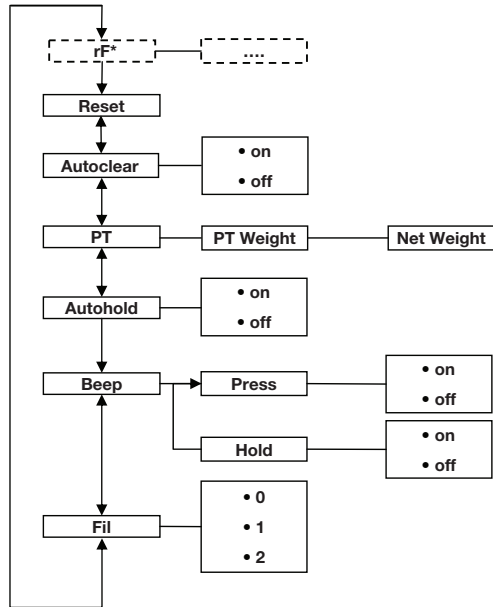 rF* ....
Reset
Autoclear
• on
• off
PT PT Weight Net Weight
Autohold
• on
• off
Beep Press
• on
• off
Hold
• on
• off
Fil
• 0
• 1
• 2